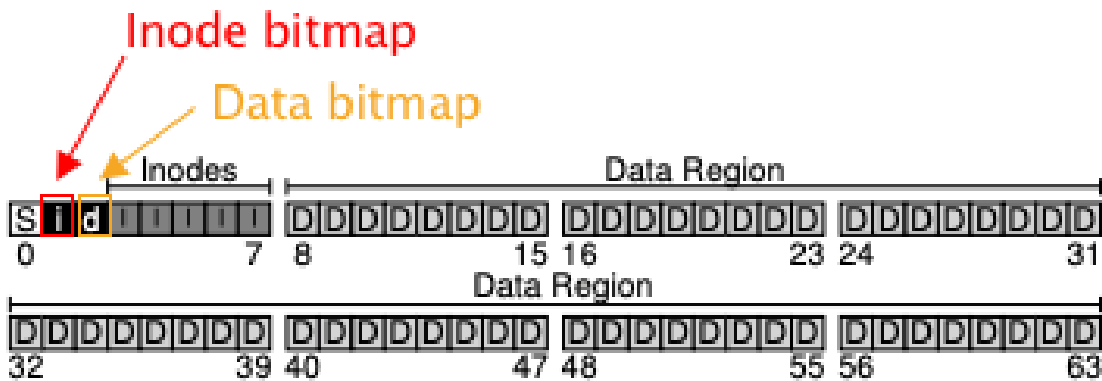 Inode bitmap
Data bitmap
Inodes Data Region
S i d I I I I I D D D D D D D D D D D D D D D D D D D D D D D D
0 7 8 15 16 23 24 31
Data Region
D D D D D D D D D D D D D D D D D D D D D D D D D D D D D D D D
32 39 40 47 48 55 56 63